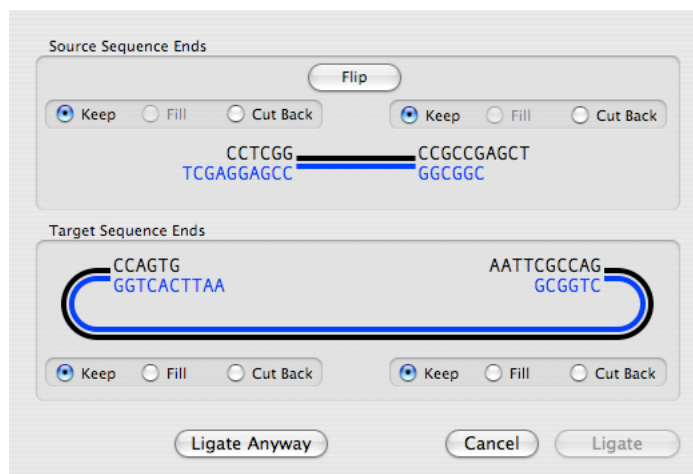 Source Sequence Ends
Flip
Keep Fill Cut Back Keep Fill Cut Back
CCTCGG CCGCCGAGCT
TCGAGGAGCC GGCGGC
Target Sequence Ends
CCAGTG AATTCGCCAG
GGTCACTTAA GCGGTC
Keep Fill Cut Back Keep Fill Cut Back
Ligate Anyway Cancel Ligate